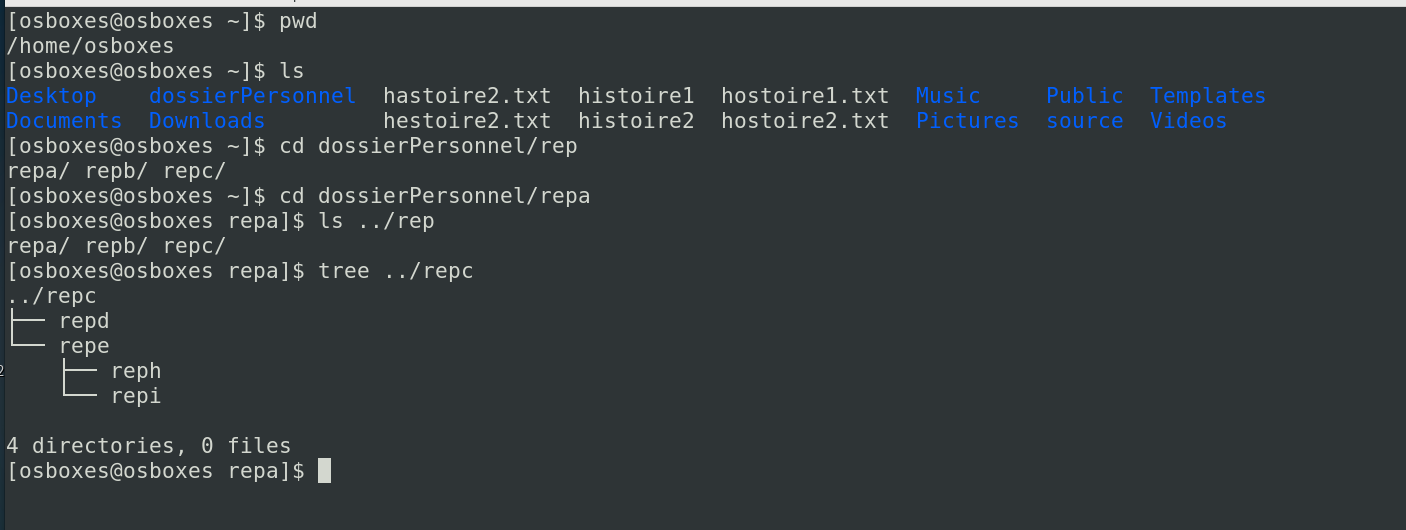 [osboxes@osboxes ~]$ pwd
/home/osboxes
[osboxes@osboxes ~]$ ls
Desktop    dossierPersonnel  hastoire2.txt  histoire1  hostoire1.txt  Music     Public  Templates
Documents  Downloads         hestoire2.txt  histoire2  hostoire2.txt  Pictures  source  Videos
[osboxes@osboxes ~]$ cd dossierPersonnel/rep
repa/ repb/ repc/
[osboxes@osboxes ~]$ cd dossierPersonnel/repa
[osboxes@osboxes repa]$ ls ../rep
repa/ repb/ repc/
[osboxes@osboxes repa]$ tree ../repc
../repc
├── repd
└── repe
    ├── reph
    └── repi
4 directories, 0 files
[osboxes@osboxes repa]$